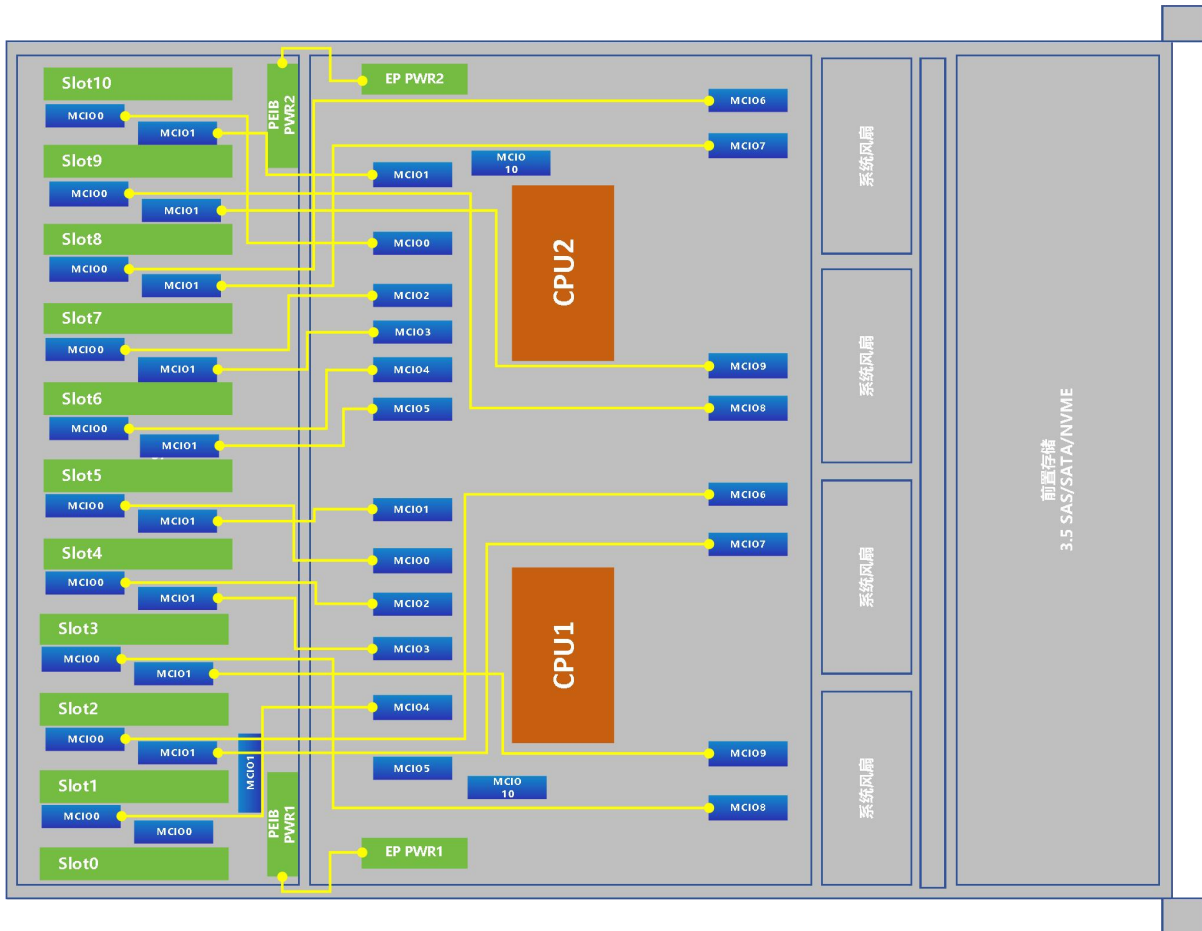 Slot10
MCIO0
MCIO1
Slot9
MCIO0
MCIO1
Slot8
MCIO0
MCIO1
Slot7
MCIO0
MCIO1
Slot6
MCIO0
MCIO1
Slot5
MCIO0
MCIO1
Slot4
MCIO0
MCIO1
Slot3
MCIO0
MCIO1
Slot2
MCIO0
MCIO1
MCIO1
Slot1
MCIO0
MCIO0
Slot0
PEIB
PWR2
PEIB
PWR1
EP PWR2
MCIO1
MCIO
10
MCIO0
MCIO2
MCIO3
MCIO4
MCIO5
CPU2
MCIO6
MCIO7
MCIO9
MCIO8
MCIO1
MCIO0
MCIO2
MCIO3
MCIO4
MCIO5
MCIO
10
CPU1
MCIO6
MCIO7
MCIO9
MCIO8
EP PWR1
系统风扇
系统风扇
系统风扇
系统风扇
前置存储
3.5 SAS/SATA/NVME